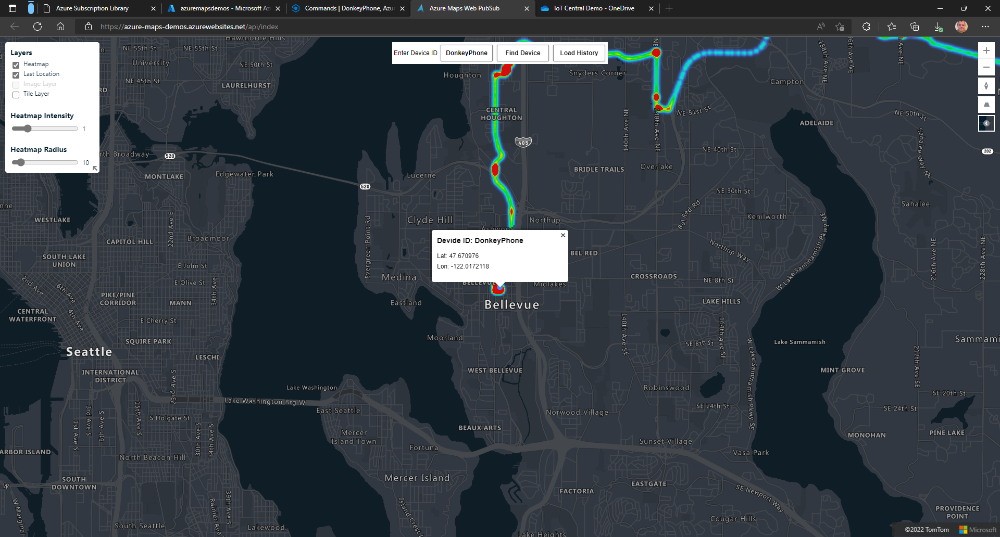 Azure Subscription Library
azuremapsdemos - Microsoft Az
Commands | DonkeyPhone, Azur
Azure Maps Web PubSub
IoT Central Demo - OneDrive
https://azure-maps-demos.azurewebsites.net/api/index
Layers
Heatmap
Last Location
Image Layer
Tile Layer
Heatmap Intensity
1
Heatmap Radius
10
Enter Device ID
DonkeyPhone
Find Device
Load History
Devide ID: DonkeyPhone
Lat: 47.670976
Lon: -122.0172118
Hawthorne Hills
NE 55th St
NE 55th St
University
NE 50th St
NE 45th St
LAURELHURST
Houghton
Snyders Corner
188th Ave NE
Campton
CENTRAL
HOUGHTON
140th Ave NE
148th Ave NE
NE 51st St
NE 50th St
ADELAIDE
Sahalee Way NE
405
202
NE 40th St
rth Broadway
520
MONTLAKE
Edgewater Park
520
Lucerne
BRIDLE TRAILS
Overlake
NE 30th St
Bel Red Rd
Kenilworth
Sahalee
WESTLAKE
22nd Ave E
Evergreen Point Rd
Clyde Hill
Ashwood
Northup
Northup Way
W Lake Sammamish Pkwy NE
CAPITOL HILL
Broadmoor
SOUTH LAKE
UNION
BEL RED
216th Ave NE
228th Ave NE
E John St
2nd Ave
6th Ave
4th Ave
E Olive St
34th Ave
Medina
BELLEVUE
Midlakes
CROSSROADS
NE 8th St
PIKE/PINE
CORRIDOR
MANN
Eastland
Bellevue
LAKE HILLS
CENTRAL
WATERFRONT
E Cherry St
140th Ave SE
164th Ave SE
SQUIRE PARK
Moorland
SE 8th St
Lake Sammamish
Sammami
Seattle
LESCHI
W Lake Sammamish Pkwy SE
212th Ave SE
INTERNATIONAL
DISTRICT
23rd Ave S
WEST BELLEVUE
MINT GROVE
Lake Washington
Robinswood
SE 20th St
Lake Washington Brg W
East Seattle
SE 24th St
SE 24th St
1st Ave S
3rd Ave S
6th Ave S
15th Ave S
S Holgate St
30th Ave S
34th Ave S
Norwood Village
Mercer
Island Town
BEAUX ARTS
MONOHAN
PINE LAKE
ARBOR ISLAND
North Beacon Hill
Fortuna
Sunset Village
Vasa Park
SOUTH
DOWNTOWN
Mercer Island
FACTORIA
EASTGATE
SE Newport Way
W Marginal
39th Ave S
Rainier Ave
Island Crest
South Seattle
Lakewood
Lake Heights
Cougar Hills
PROVIDENCE
POINT
©2022 TomTom
Microsoft